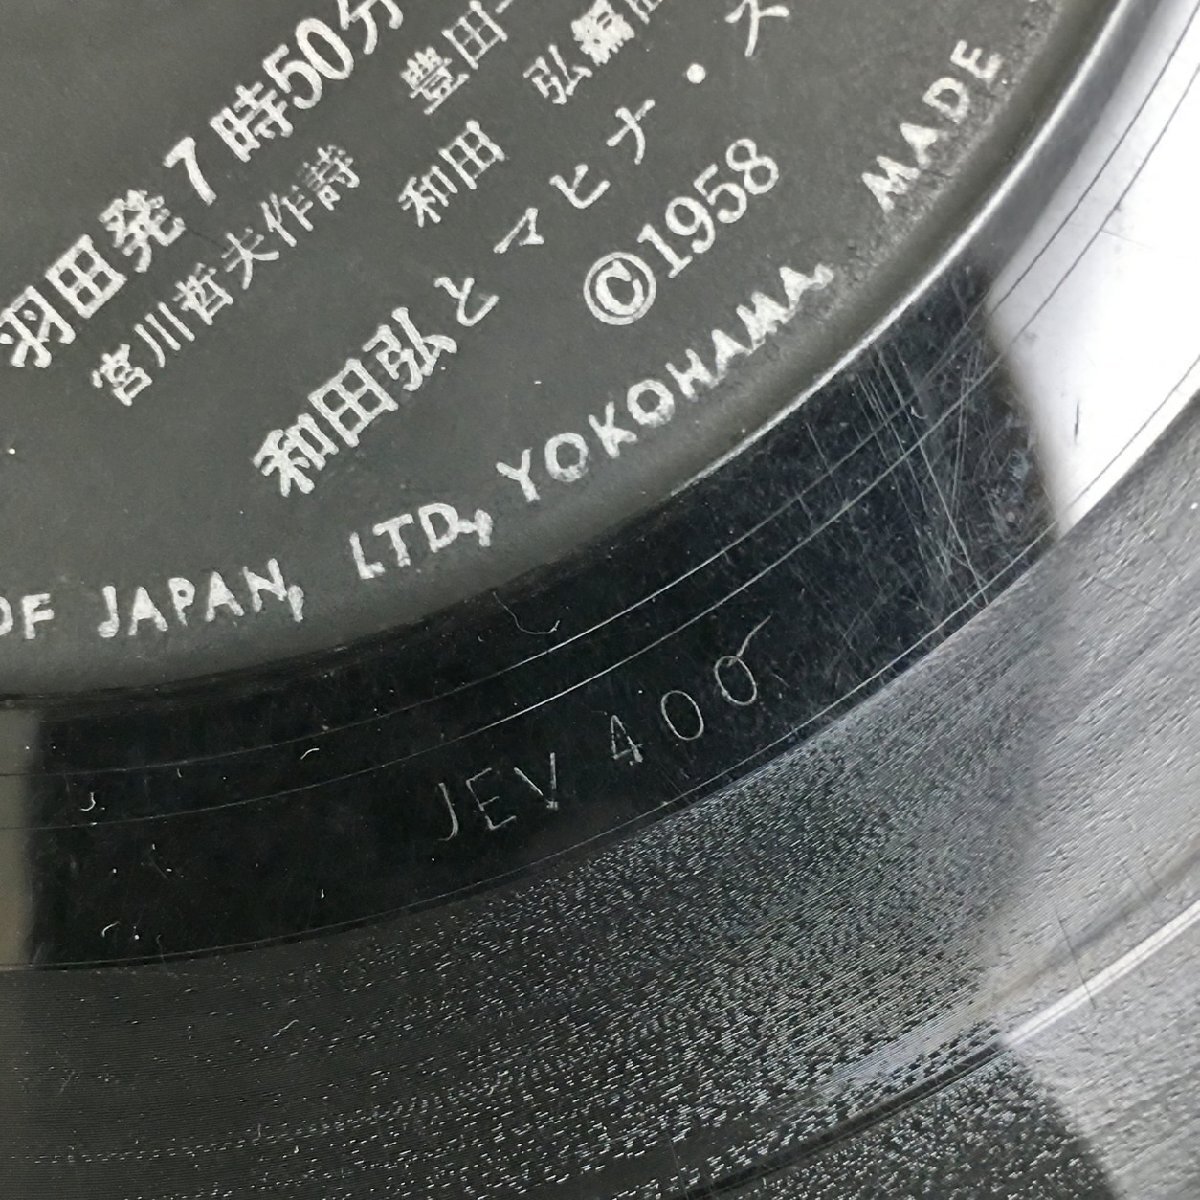 羽田発7時50分
宮川哲夫作詩 豊田一
和田 弘編
和田弘とマヒナ・ス
©1958
OF JAPAN, LTD., YOKOHAMA, MADE
JEV 400